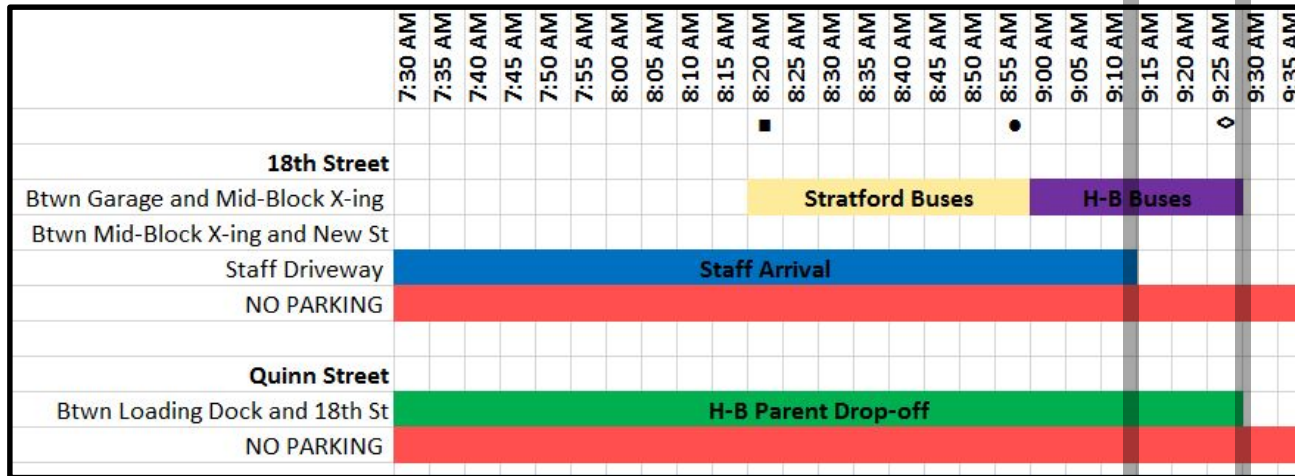 7:30 AM 7:35 AM 7:40 AM 7:45 AM 7:50 AM 7:55 AM 8:00 AM 8:05 AM 8:10 AM 8:15 AM 8:20 AM 8:25 AM 8:30 AM 8:35 AM 8:40 AM 8:45 AM 8:50 AM 8:55 AM 9:00 AM 9:05 AM 9:10 AM 9:15 AM 9:20 AM 9:25 AM 9:30 AM 9:35 AM
18th Street
Btwn Garage and Mid-Block X-ing Stratford Buses H-B Buses
Btwn Mid-Block X-ing and New St
Staff Driveway Staff Arrival
NO PARKING
Quinn Street
Btwn Loading Dock and 18th St H-B Parent Drop-off
NO PARKING